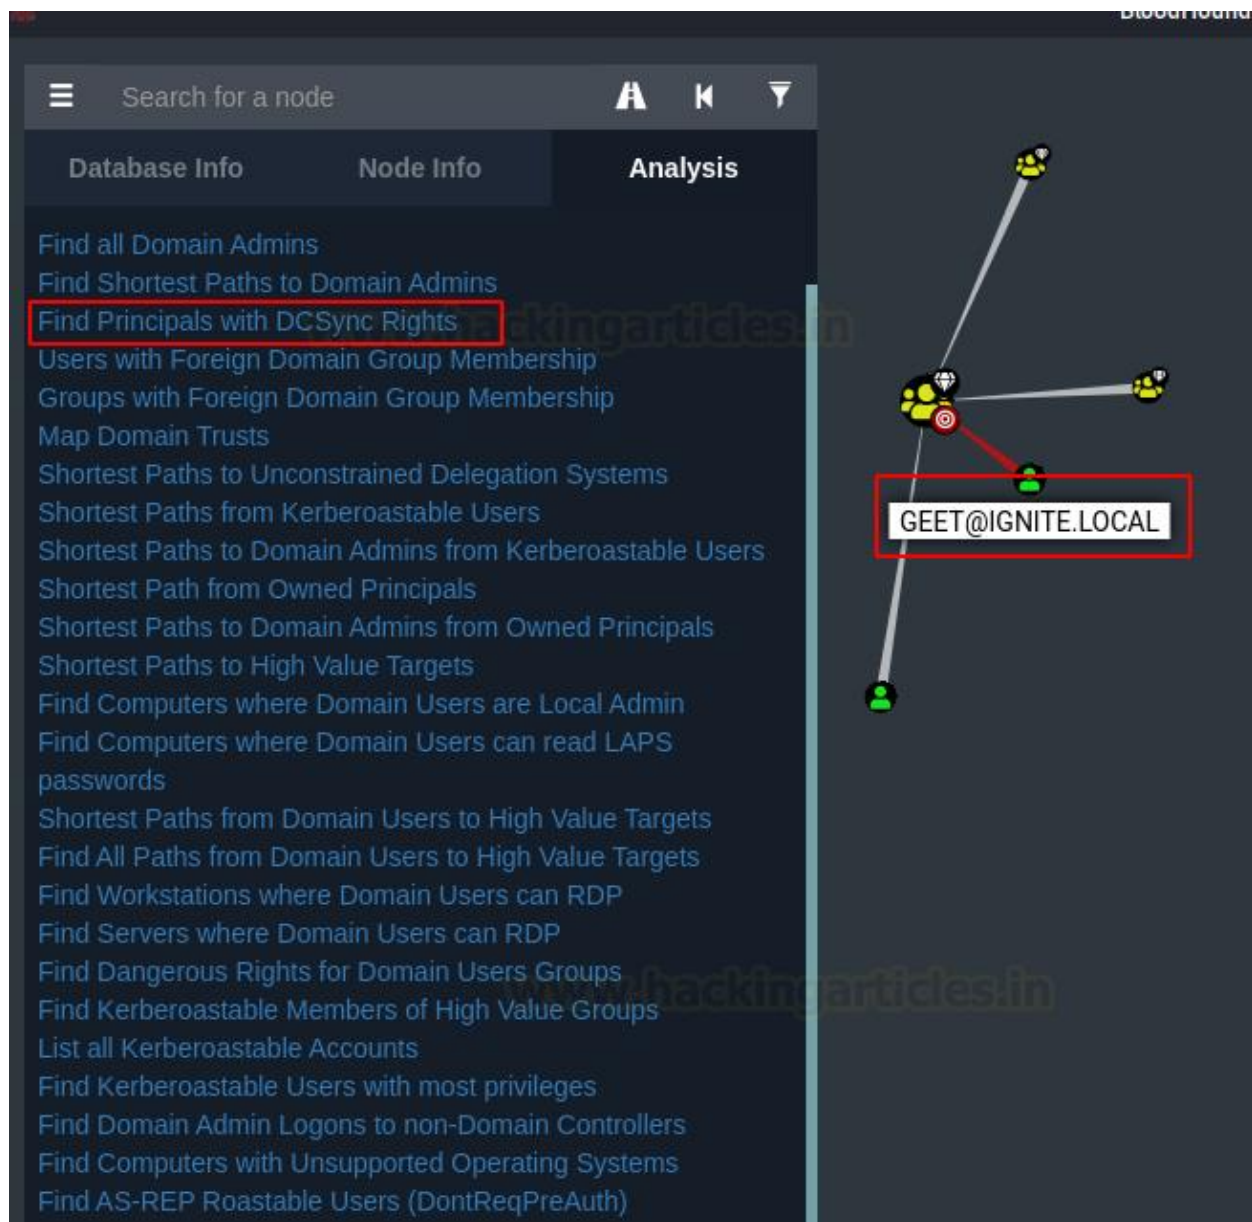 BloodHound
Search for a node
Database Info
Node Info
Analysis
Find all Domain Admins
Find Shortest Paths to Domain Admins
Find Principals with DCSync Rights
www.hackingarticles.in
Users with Foreign Domain Group Membership
Groups with Foreign Domain Group Membership
Map Domain Trusts
Shortest Paths to Unconstrained Delegation Systems
Shortest Paths from Kerberoastable Users
GEET@IGNITE.LOCAL
Shortest Paths to Domain Admins from Kerberoastable Users
Shortest Path from Owned Principals
Shortest Paths to Domain Admins from Owned Principals
Shortest Paths to High Value Targets
Find Computers where Domain Users are Local Admin
Find Computers where Domain Users can read LAPS
passwords
Shortest Paths from Domain Users to High Value Targets
Find All Paths from Domain Users to High Value Targets
Find Workstations where Domain Users can RDP
Find Servers where Domain Users can RDP
Find Dangerous Rights for Domain Users Groups
www.hackingarticles.in
Find Kerberoastable Members of High Value Groups
List all Kerberoastable Accounts
Find Kerberoastable Users with most privileges
Find Domain Admin Logons to non-Domain Controllers
Find Computers with Unsupported Operating Systems
Find AS-REP Roastable Users (DontReqPreAuth)